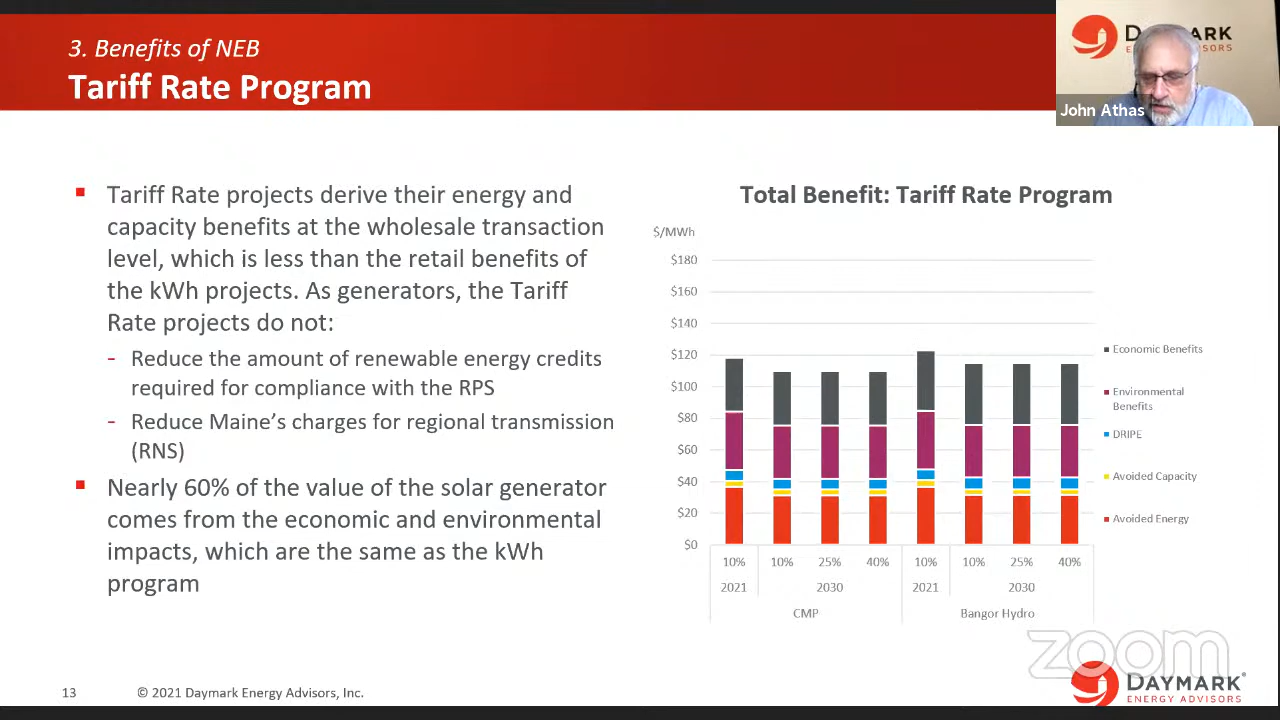 3. Benefits of NEB
Tariff Rate Program
DAYMARK
ENERGY ADVISORS
John Athas
Tariff Rate projects derive their energy and
capacity benefits at the wholesale transaction
level, which is less than the retail benefits of
the kWh projects. As generators, the Tariff
Rate projects do not:
- Reduce the amount of renewable energy credits
required for compliance with the RPS
- Reduce Maine's charges for regional transmission
(RNS)
Nearly 60% of the value of the solar generator
comes from the economic and environmental
impacts, which are the same as the kWh
program
Total Benefit: Tariff Rate Program
$/MWh
$180
$160
$140
$120
$100
$80
$60
$40
$20
$0
10% 10% 25% 40% 10% 10% 25% 40%
2021 2030 2021 2030
CMP Bangor Hydro
Economic Benefits
Environmental
Benefits
DRIPE
Avoided Capacity
Avoided Energy
zoom
13 © 2021 Daymark Energy Advisors, Inc.
DAYMARK®
ENERGY ADVISORS